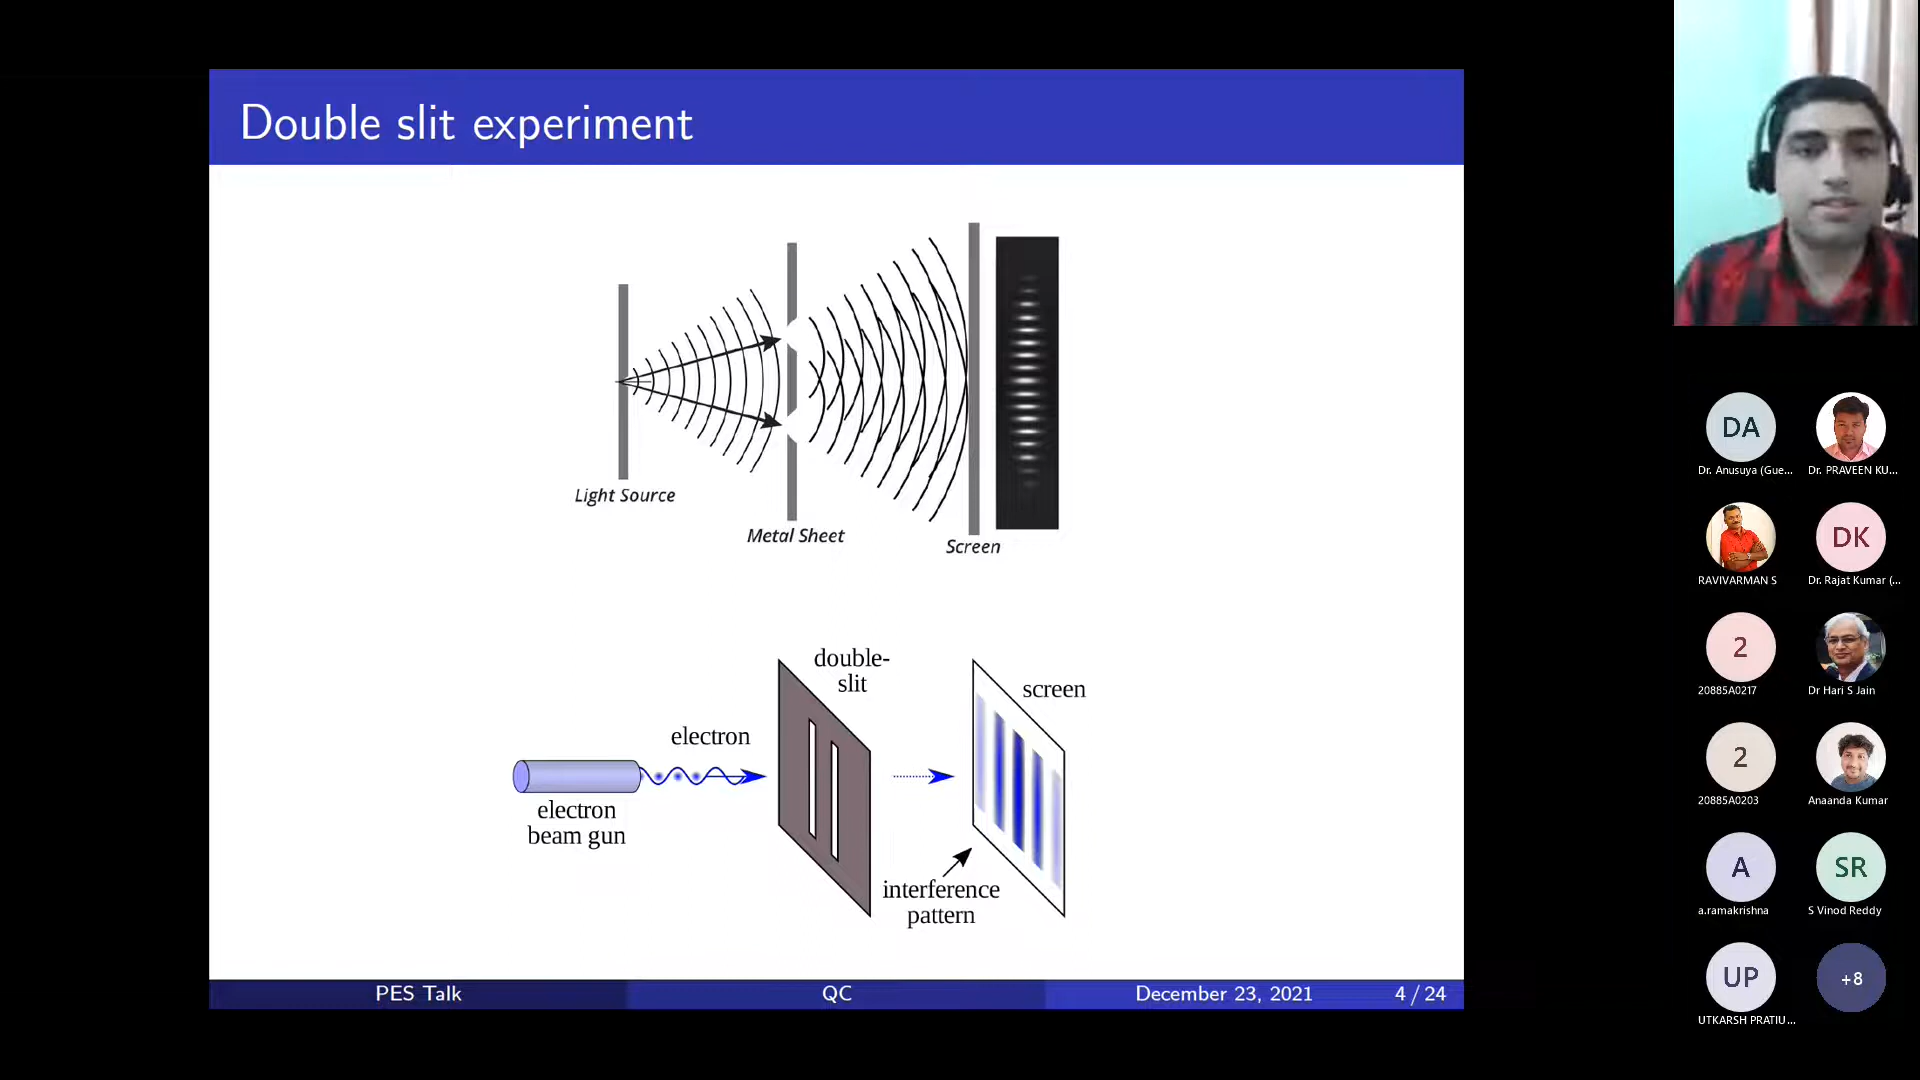 Double slit experiment
Light Source
Metal Sheet
Screen
double-
slit
screen
electron
electron
beam gun
interference
pattern
PES Talk
QC
December 23, 2021
4 / 24
DA
Dr. Anusuya (Gue...
Dr. PRAVEEN KU...
RAVIVARMAN S
DK
Dr. Rajat Kumar (...
2
20885A0217
Dr Hari S Jain
2
20885A0203
Anaanda Kumar
A
a.ramakrishna
SR
S Vinod Reddy
UP
UTKARSH PRATIU...
+8